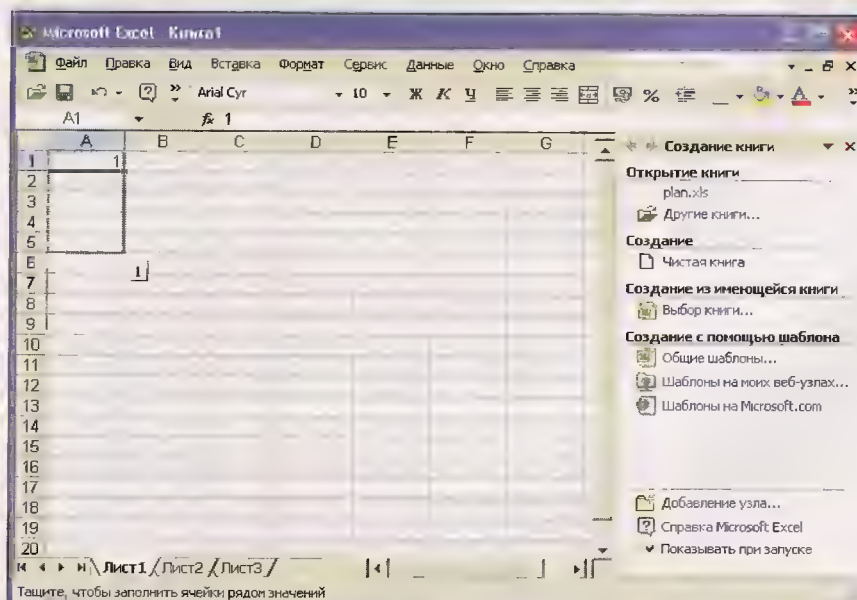 Microsoft Excel - Книга1
Файл Правка Вид Вставка Формат Сервис Данные Окно Справка
Arial Cyr 10 Ж К Ч %
A1 fx 1
A B C D E F G
1 1
2
3
4
5
6 1
7
8
9
10
11
12
13
14
15
16
17
18
19
20
Лист1 Лист2 Лист3
Тащите, чтобы заполнить ячейки рядом значений
Создание книги
Открытие книги
plan.xls
Другие книги...
Создание
Чистая книга
Создание из имеющейся книги
Выбор книги...
Создание с помощью шаблона
Общие шаблоны...
Шаблоны на моих веб-узлах...
Шаблоны на Microsoft.com
Добавление узла...
Справка Microsoft Excel
Показывать при запуске